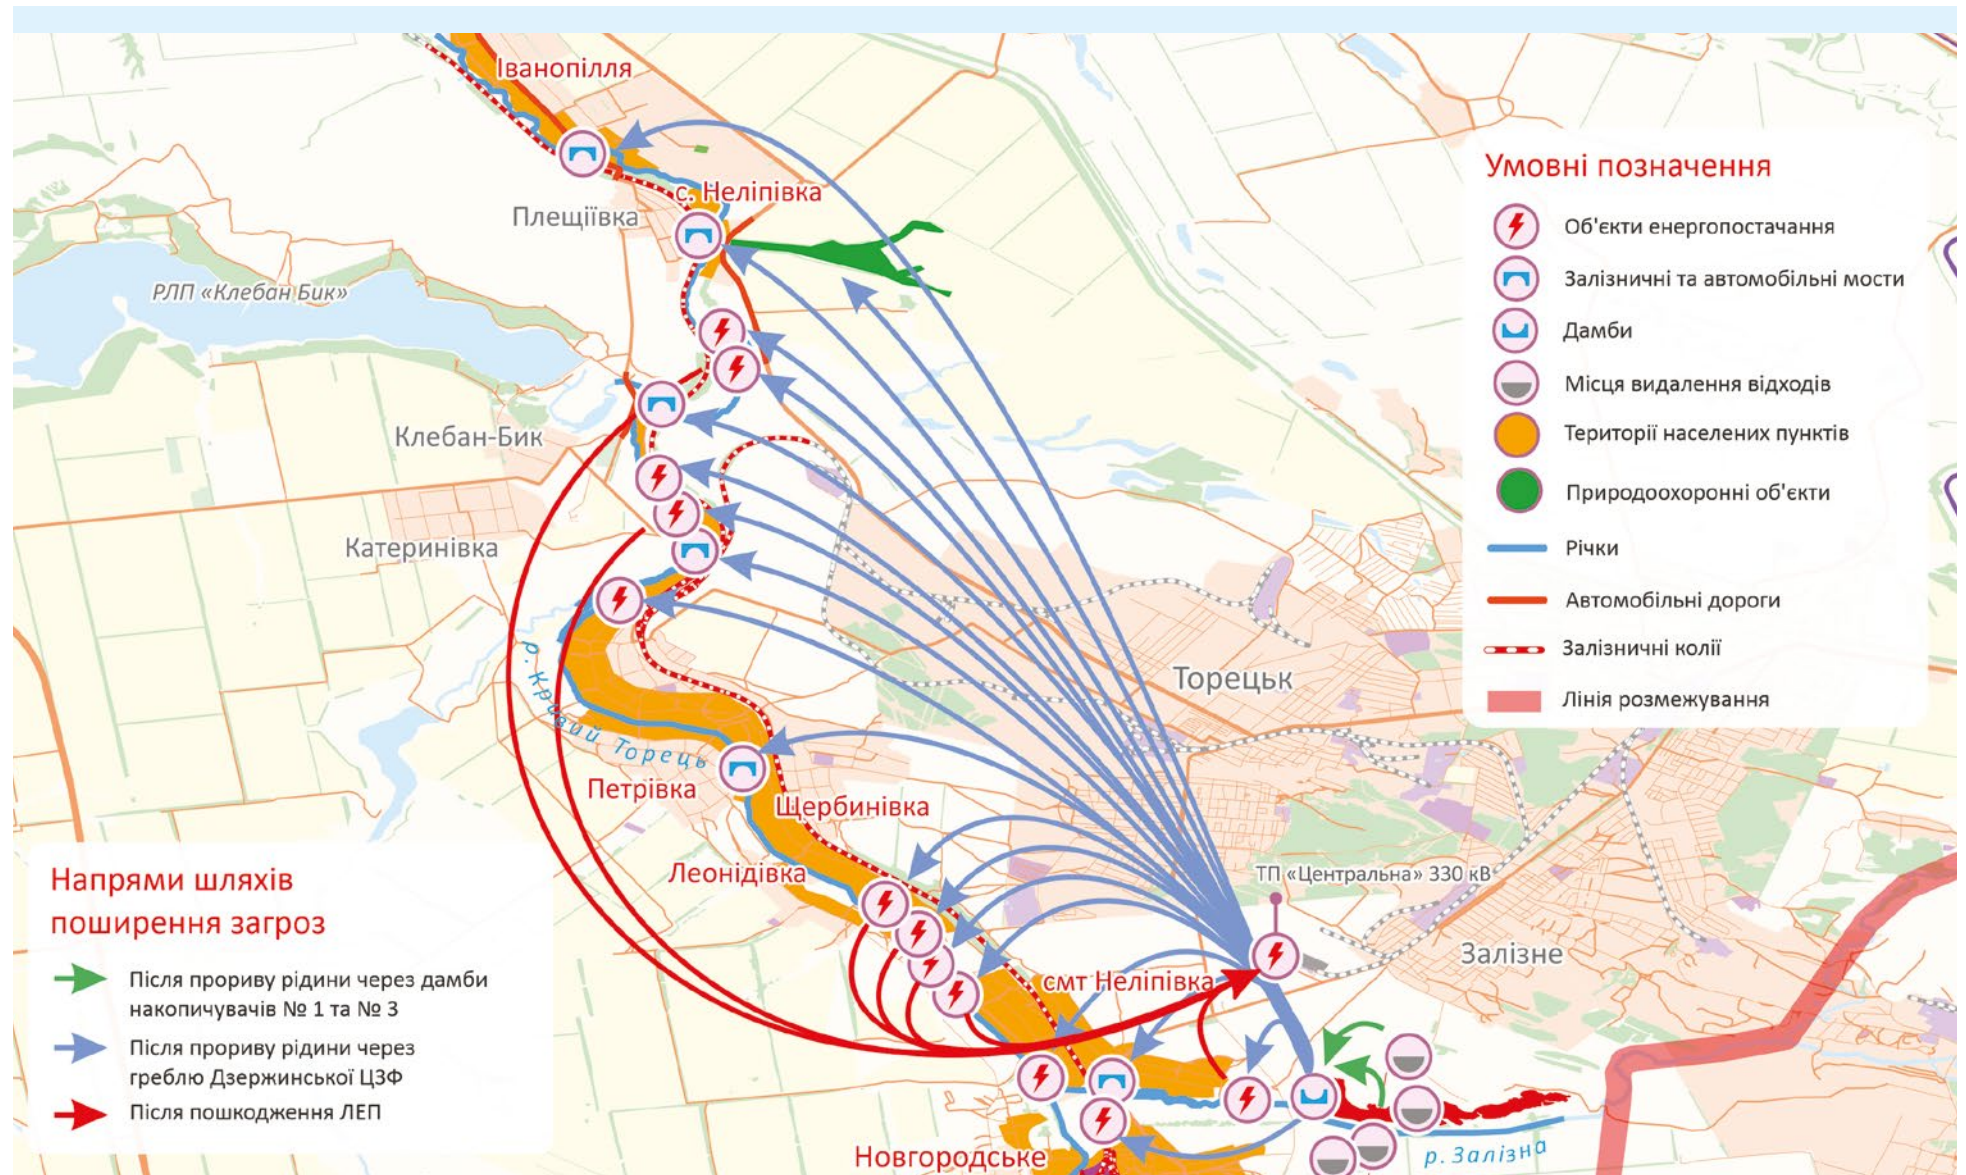 Іванопілля
с. Неліпівка
Плещіївка
РЛП «Клебан Бик»
Клебан-Бик
Катеринівка
р. Кривий Торець
Петрівка
Щербинівка
Леонідівка
Торецьк
ТП «Центральна» 330 кВ
Залізне
смт Неліпівка
Новгородське
р. Залізна
Умовні позначення
Об'єкти енергопостачання
Залізничні та автомобільні мости
Дамби
Місця видалення відходів
Території населених пунктів
Природоохоронні об'єкти
Річки
Автомобільні дороги
Залізничні колії
Лінія розмежування
Напрями шляхів
поширення загроз
Після прориву рідини через дамби
накопичувачів № 1 та № 3
Після прориву рідини через
греблю Дзержинської ЦЗФ
Після пошкодження ЛЕП